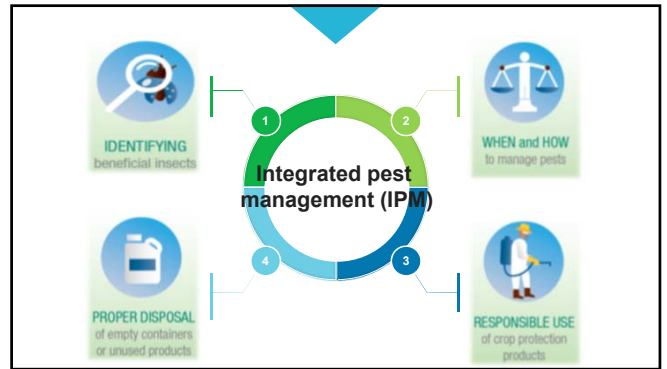 IDENTIFYING
beneficial insects
1
2
WHEN and HOW
to manage pests
Integrated pest
management (IPM)
4
3
PROPER DISPOSAL
of empty containers
or unused products
RESPONSIBLE USE
of crop protection
products